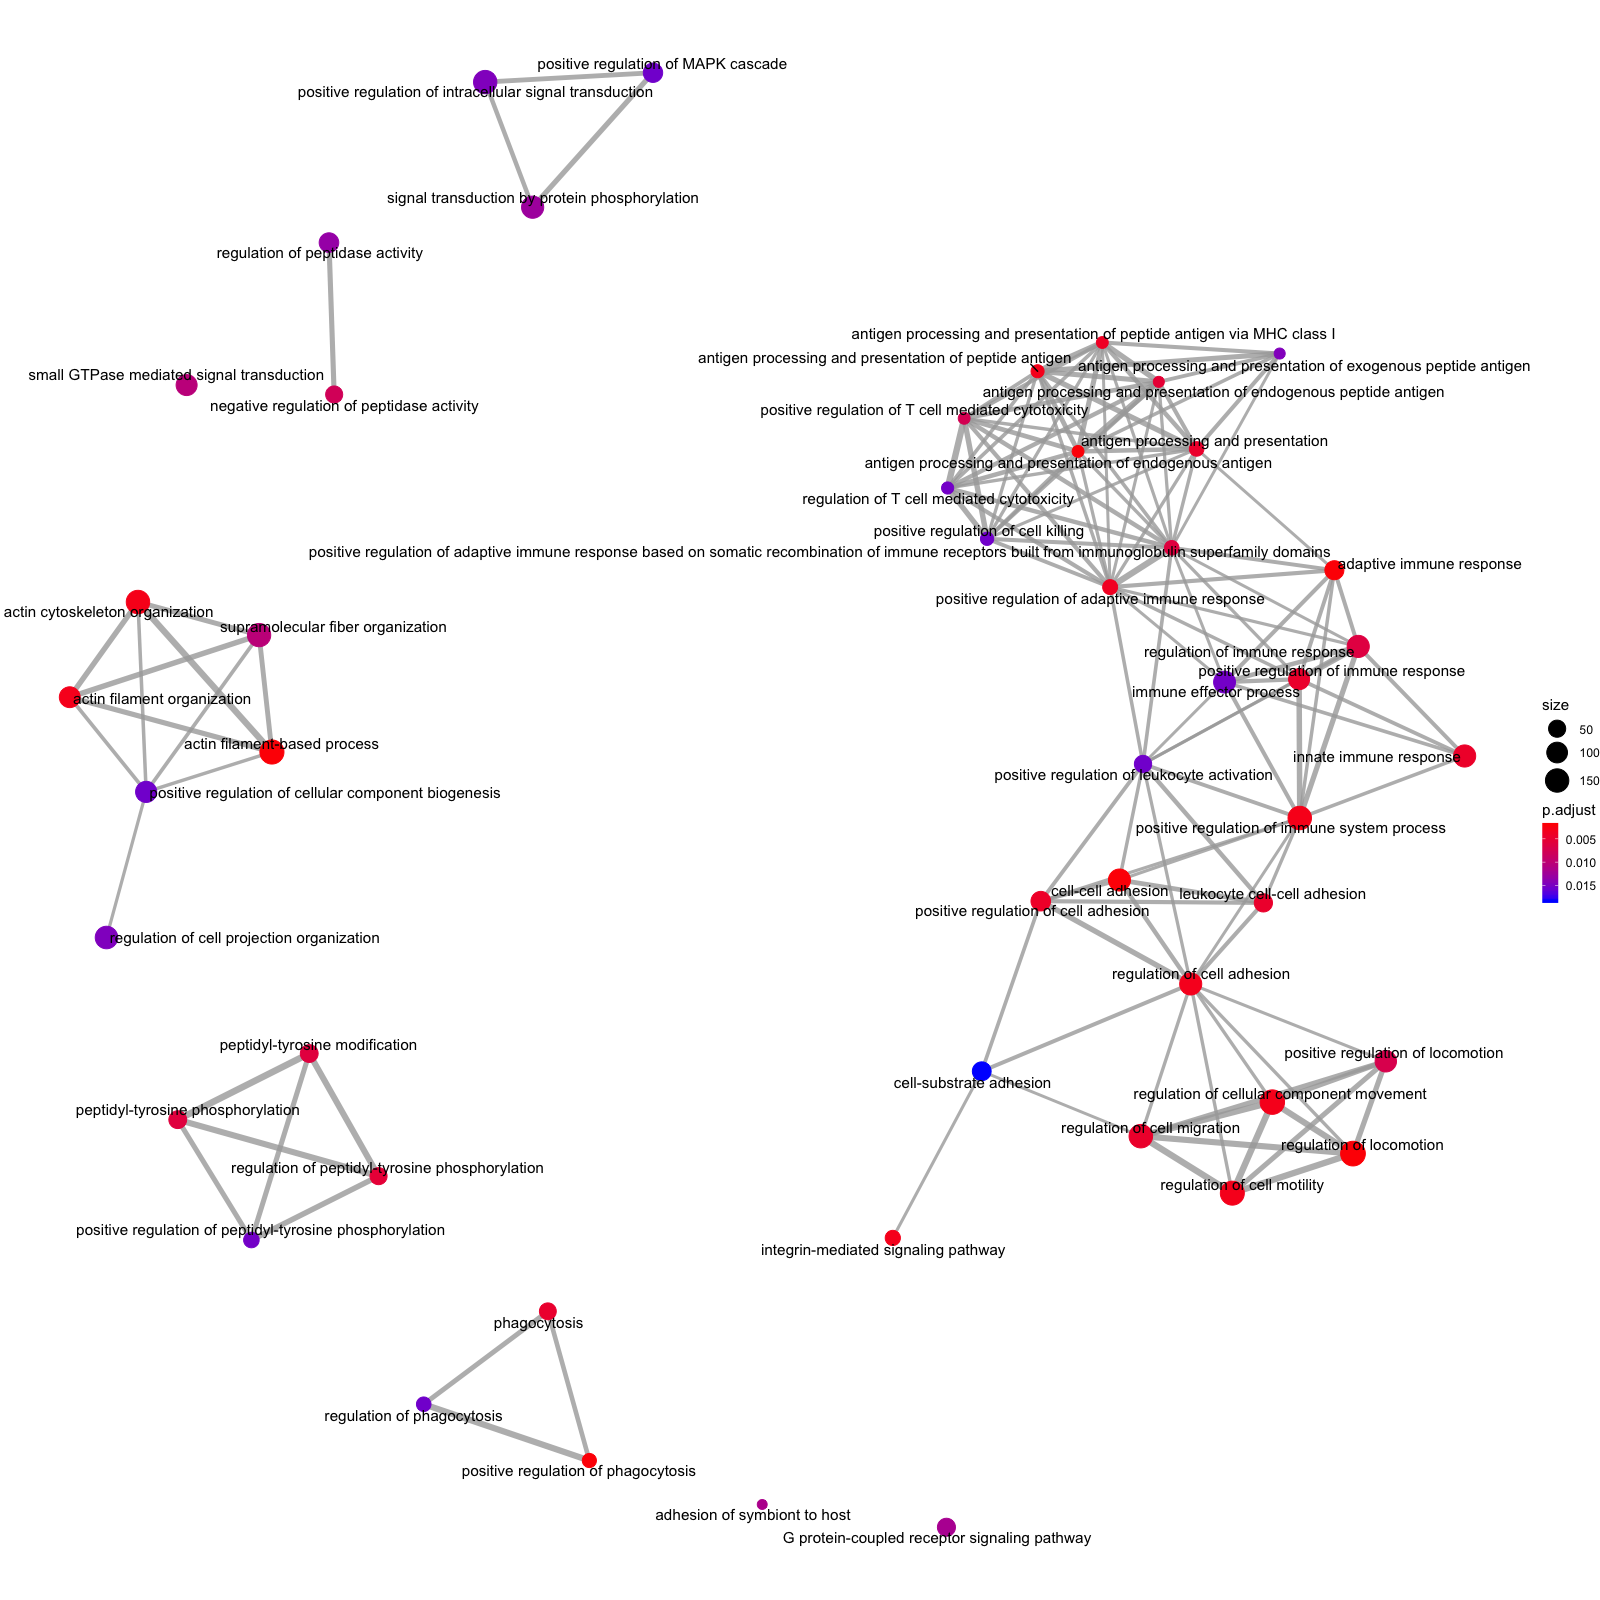 positive regulation of MAPK cascade
positive regulation of intracellular signal transduction
signal transduction by protein phosphorylation
regulation of peptidase activity
small GTPase mediated signal transduction
negative regulation of peptidase activity
antigen processing and presentation of peptide antigen via MHC class I
antigen processing and presentation of peptide antigen
antigen processing and presentation of exogenous peptide antigen
antigen processing and presentation of endogenous peptide antigen
positive regulation of T cell mediated cytotoxicity
antigen processing and presentation
antigen processing and presentation of endogenous antigen
regulation of T cell mediated cytotoxicity
positive regulation of cell killing
positive regulation of adaptive immune response based on somatic recombination of immune receptors built from immunoglobulin superfamily domains
adaptive immune response
positive regulation of adaptive immune response
actin cytoskeleton organization
supramolecular fiber organization
regulation of immune response
positive regulation of immune response
immune effector process
actin filament organization
actin filament-based process
innate immune response
positive regulation of leukocyte activation
positive regulation of cellular component biogenesis
positive regulation of immune system process
size
50
100
150
p.adjust
0.005
0.010
0.015
cell-cell adhesion
leukocyte cell-cell adhesion
positive regulation of cell adhesion
regulation of cell projection organization
regulation of cell adhesion
peptidyl-tyrosine modification
positive regulation of locomotion
cell-substrate adhesion
regulation of cellular component movement
peptidyl-tyrosine phosphorylation
regulation of cell migration
regulation of locomotion
regulation of peptidyl-tyrosine phosphorylation
regulation of cell motility
positive regulation of peptidyl-tyrosine phosphorylation
integrin-mediated signaling pathway
phagocytosis
regulation of phagocytosis
positive regulation of phagocytosis
adhesion of symbiont to host
G protein-coupled receptor signaling pathway